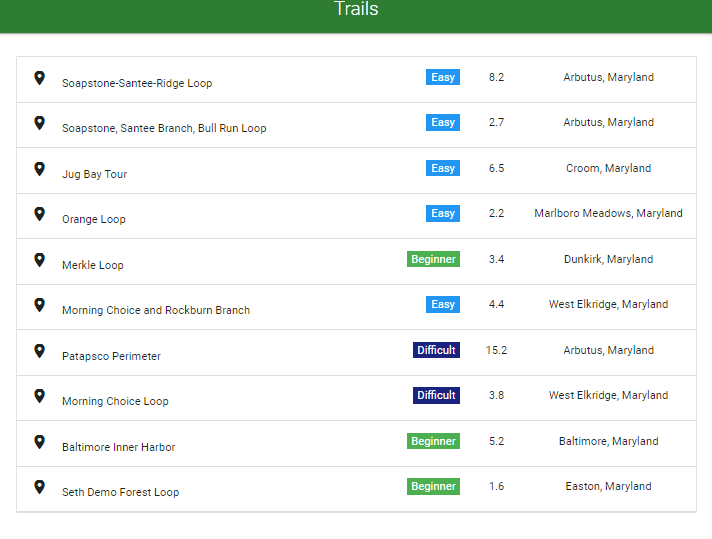 Trails
Soapstone-Santee-Ridge Loop Easy 8.2 Arbutus, Maryland
Soapstone, Santee Branch, Bull Run Loop Easy 2.7 Arbutus, Maryland
Jug Bay Tour Easy 6.5 Croom, Maryland
Orange Loop Easy 2.2 Marlboro Meadows, Maryland
Merkle Loop Beginner 3.4 Dunkirk, Maryland
Morning Choice and Rockburn Branch Easy 4.4 West Elkridge, Maryland
Patapsco Perimeter Difficult 15.2 Arbutus, Maryland
Morning Choice Loop Difficult 3.8 West Elkridge, Maryland
Baltimore Inner Harbor Beginner 5.2 Baltimore, Maryland
Seth Demo Forest Loop Beginner 1.6 Easton, Maryland